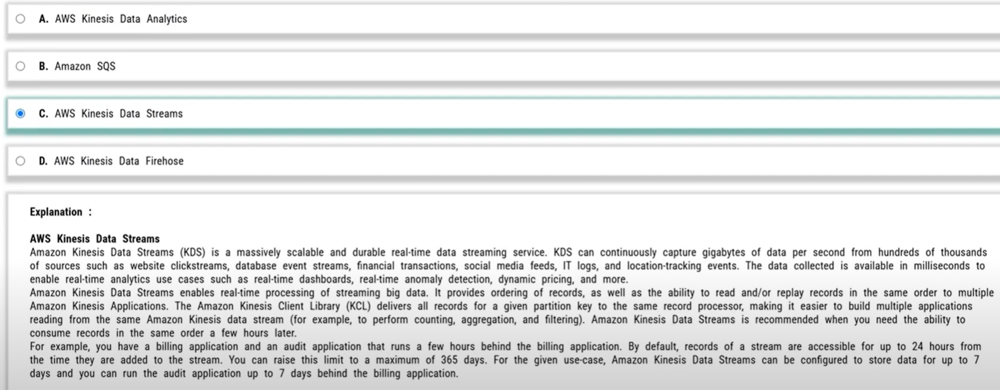 A. AWS Kinesis Data Analytics
B. Amazon SQS
C. AWS Kinesis Data Streams
D. AWS Kinesis Data Firehose
Explanation :
AWS Kinesis Data Streams
Amazon Kinesis Data Streams (KDS) is a massively scalable and durable real-time data streaming service. KDS can continuously capture gigabytes of data per second from hundreds of thousands
of sources such as website clickstreams, database event streams, financial transactions, social media feeds, IT logs, and location-tracking events. The data collected is available in milliseconds to
enable real-time analytics use cases such as real-time dashboards, real-time anomaly detection, dynamic pricing, and more.
Amazon Kinesis Data Streams enables real-time processing of streaming big data. It provides ordering of records, as well as the ability to read and/or replay records in the same order to multiple
Amazon Kinesis Applications. The Amazon Kinesis Client Library (KCL) delivers all records for a given partition key to the same record processor, making it easier to build multiple applications
reading from the same Amazon Kinesis data stream (for example, to perform counting, aggregation, and filtering). Amazon Kinesis Data Streams is recommended when you need the ability to
consume records in the same order a few hours later.
For example, you have a billing application and an audit application that runs a few hours behind the billing application. By default, records of a stream are accessible for up to 24 hours from
the time they are added to the stream. You can raise this limit to a maximum of 365 days. For the given use-case, Amazon Kinesis Data Streams can be configured to store data for up to 7
days and you can run the audit application up to 7 days behind the billing application.